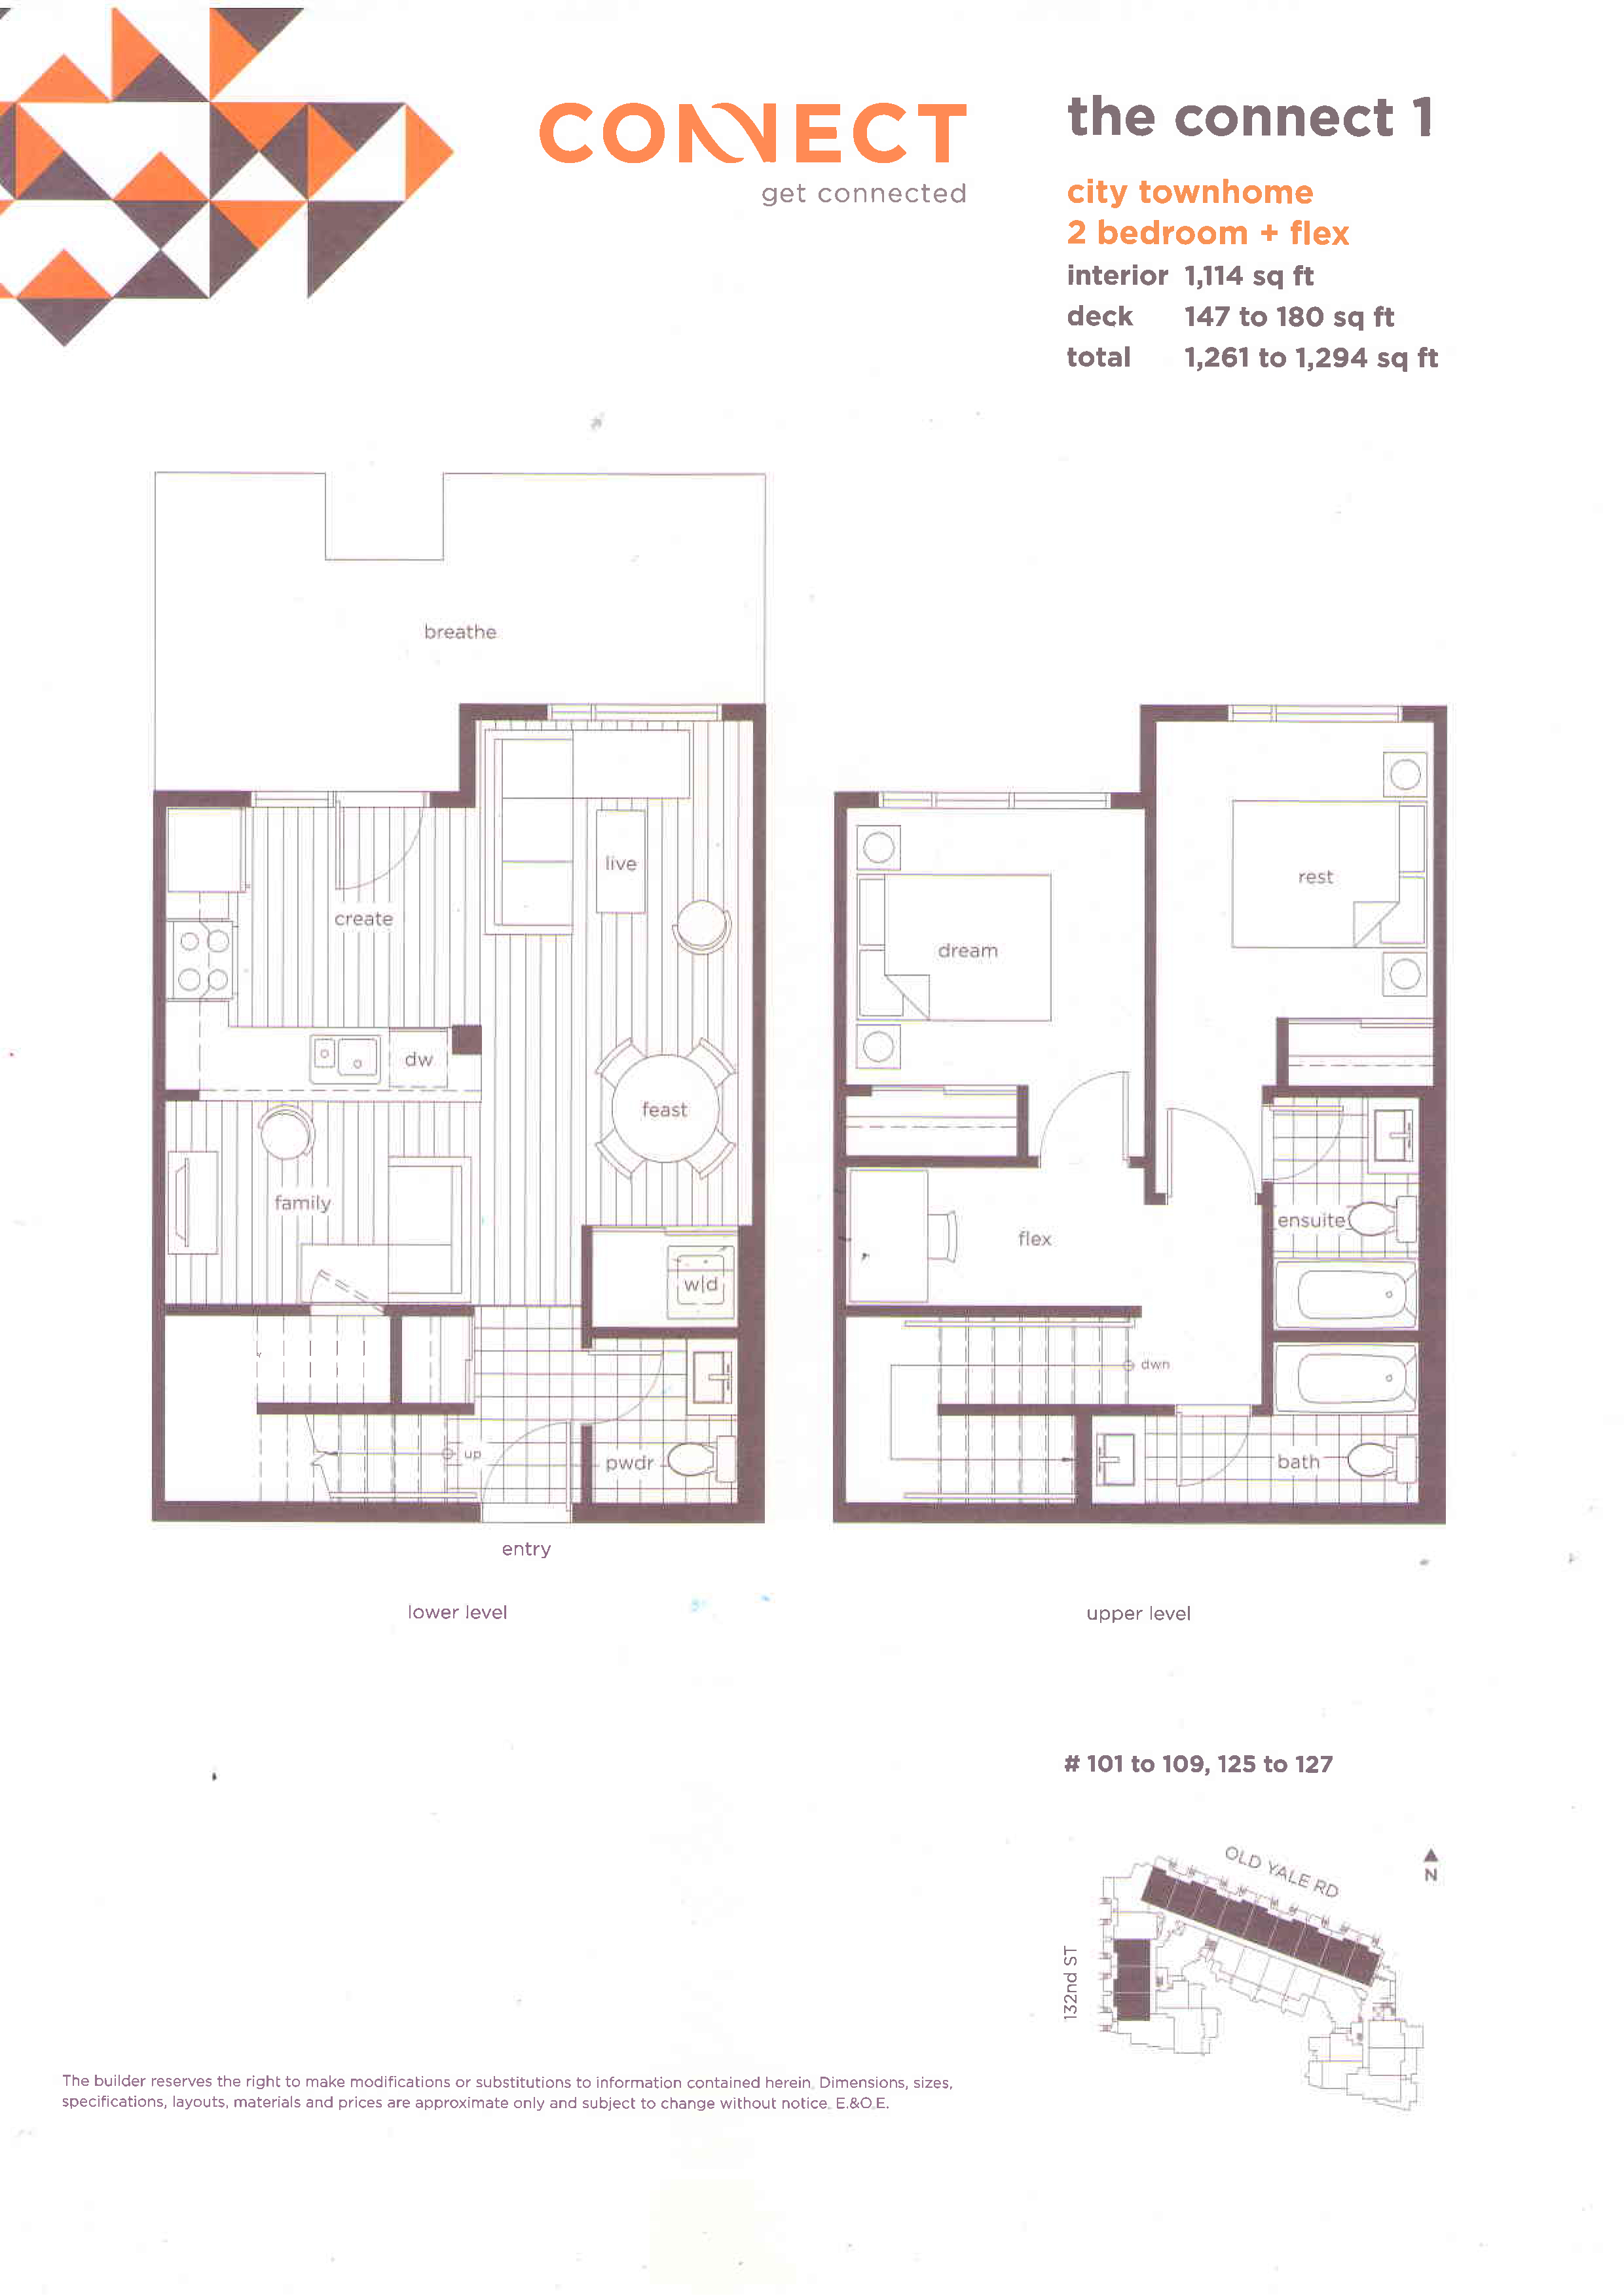 CONNECT
get connected
the connect 1
city townhome
2 bedroom + flex
interior 1,114 sq ft
deck 147 to 180 sq ft
total 1,261 to 1,294 sq ft
breathe
live
create
dw
feast
family
w|d
up
pwdr
entry
lower level
rest
dream
ensuite
flex
dwn
bath
upper level
# 101 to 109, 125 to 127
OLD YALE RD
N
132nd ST
The builder reserves the right to make modifications or substitutions to information contained herein. Dimensions, sizes,
specifications, layouts, materials and prices are approximate only and subject to change without notice. E.&O.E.